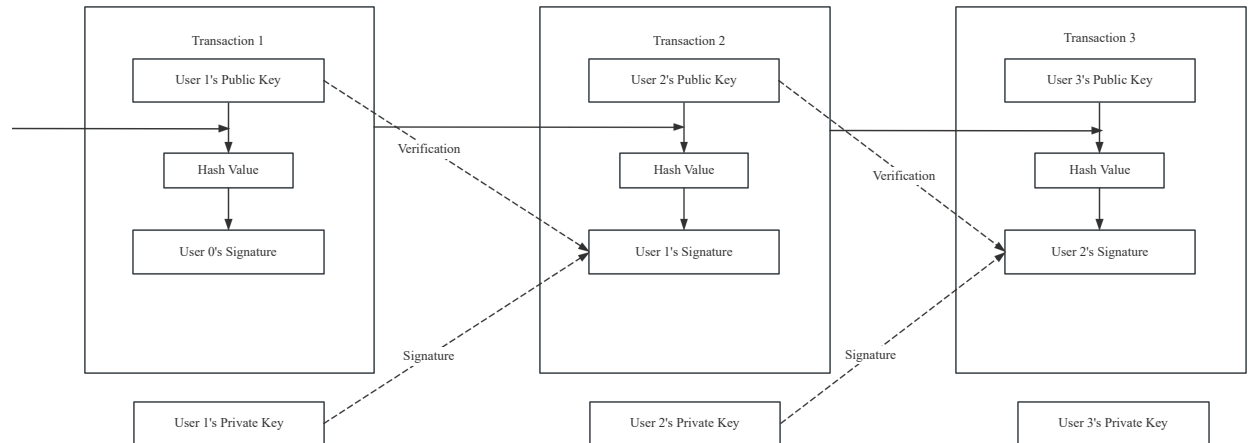 Transaction 1
Transaction 2
Transaction 3
User 1's Public Key
User 2's Public Key
User 3's Public Key
Verification
Verification
Hash Value
Hash Value
Hash Value
User 0's Signature
User 1's Signature
User 2's Signature
Signature
Signature
User 1's Private Key
User 2's Private Key
User 3's Private Key